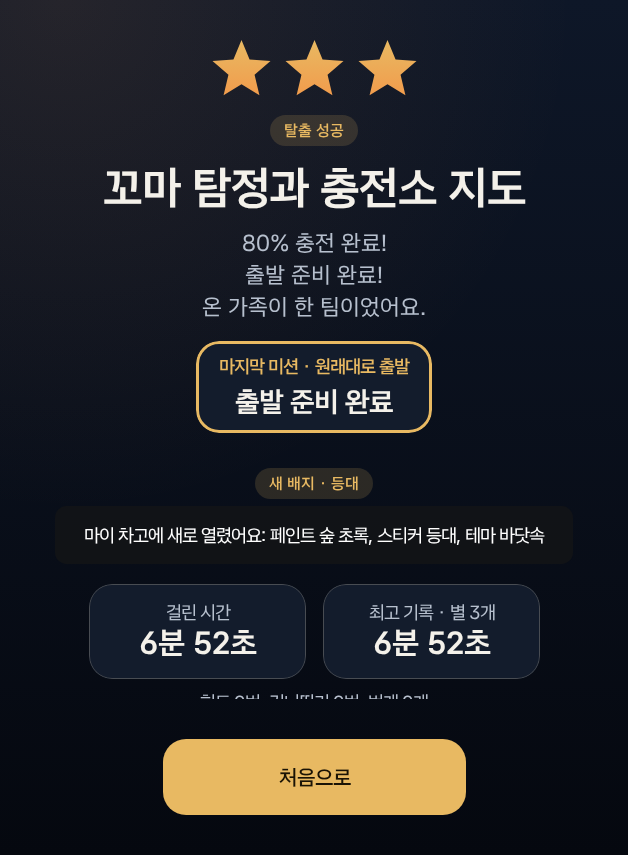 탈출 성공
꼬마 탐정과 충전소 지도
80% 충전 완료!
출발 준비 완료!
온 가족이 한 팀이었어요.
마지막 미션 · 원래대로 출발
출발 준비 완료
새 배지 · 등대
마이 차고에 새로 열렸어요: 페인트 숲 초록, 스티커 등대, 테마 바닷속
걸린 시간
6분 52초
최고 기록 · 별 3개
6분 52초
처음으로